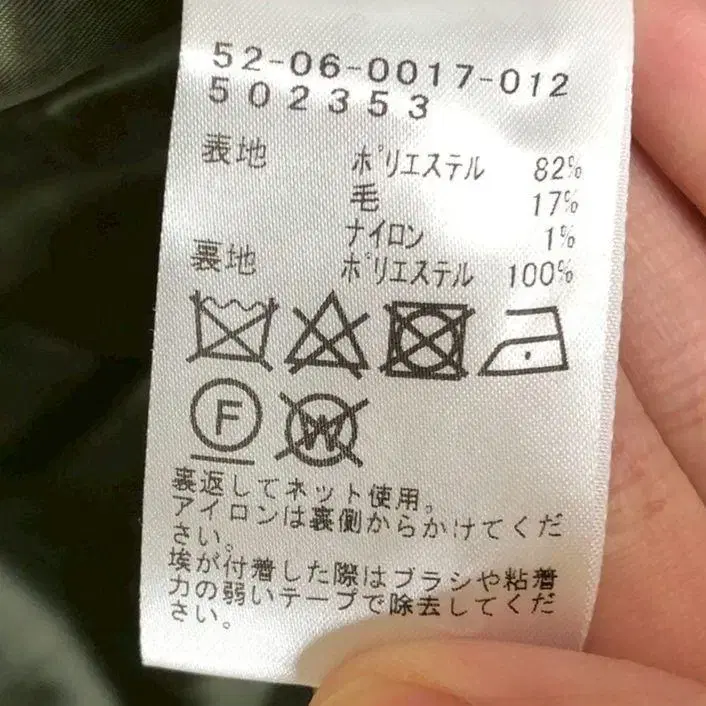 52-06-0017-012
502353
表地 ポリエステル 82%
毛 17%
ナイロン 1%
裏地 ポリエステル 100%
F W
裏返してネット使用。
アイロンは裏側からかけてくだ
さい。
埃が付着した際はブラシや粘着
力の弱いテープで除去してくだ
さい。